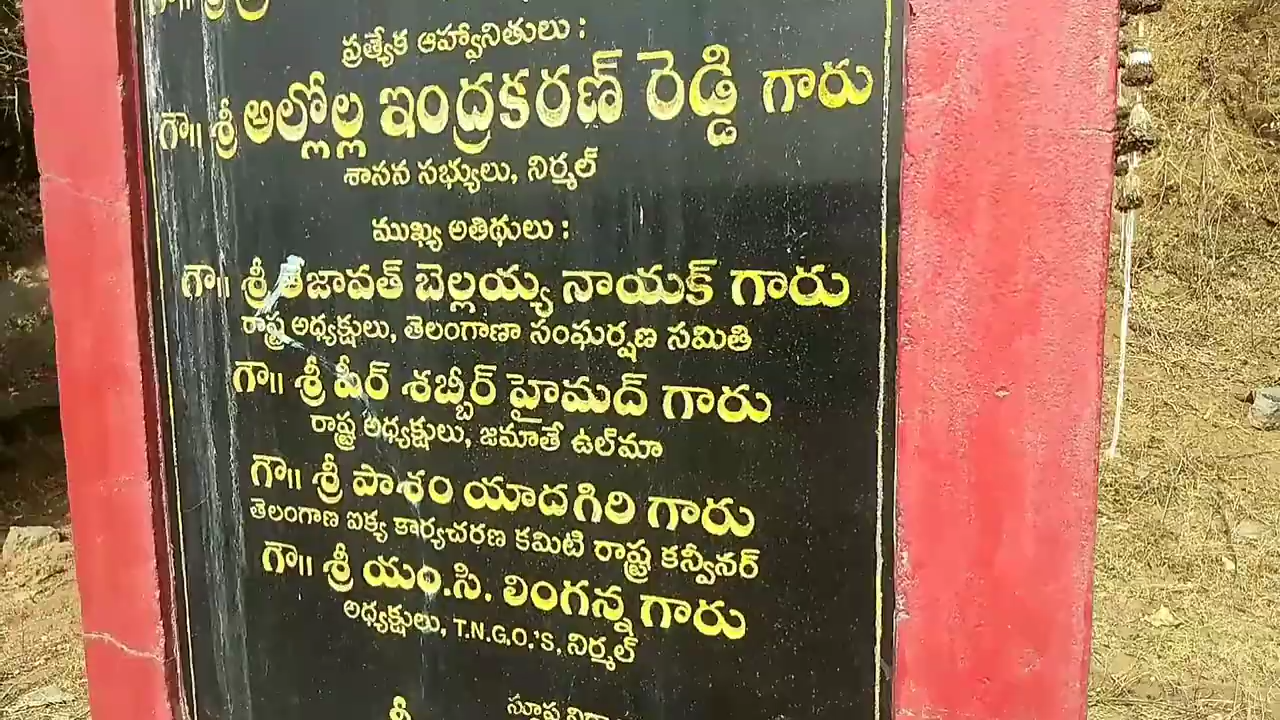 ప్రత్యేక ఆహ్వానితులు :
గౌ॥ శ్రీ అల్లోల్ల ఇంద్రకరణ్ రెడ్డి గారు
శాసన సభ్యులు, నిర్మల్
ముఖ్య అతిథులు :
గౌ॥ శ్రీ తేజావత్ బెల్లయ్య నాయక్ గారు
రాష్ట్ర అధ్యక్షులు, తెలంగాణా సంఘర్షణ సమితి
గౌ॥ శ్రీ పీర్ శబ్బీర్ హైమద్ గారు
రాష్ట్ర అధ్యక్షులు, జమాతే ఉల్‌మా
గౌ॥ శ్రీ పాశం యాదగిరి గారు
తెలంగాణ ఐక్య కార్యచరణ కమిటి రాష్ట్ర కన్వీనర్
గౌ॥ శ్రీ యం.సి. లింగన్న గారు
అధ్యక్షులు, T.N.G.O.'S, నిర్మల్